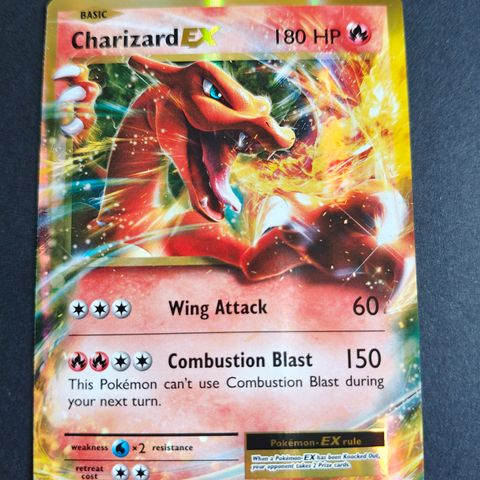 BASIC
Charizard EX 180 HP
Wing Attack 60
Combustion Blast 150
This Pokémon can't use Combustion Blast during
your next turn.
weakness ×2 resistance
Pokémon-EX rule
When a Pokémon-EX has been Knocked Out,
your opponent takes 2 Prize cards.
retreat
cost